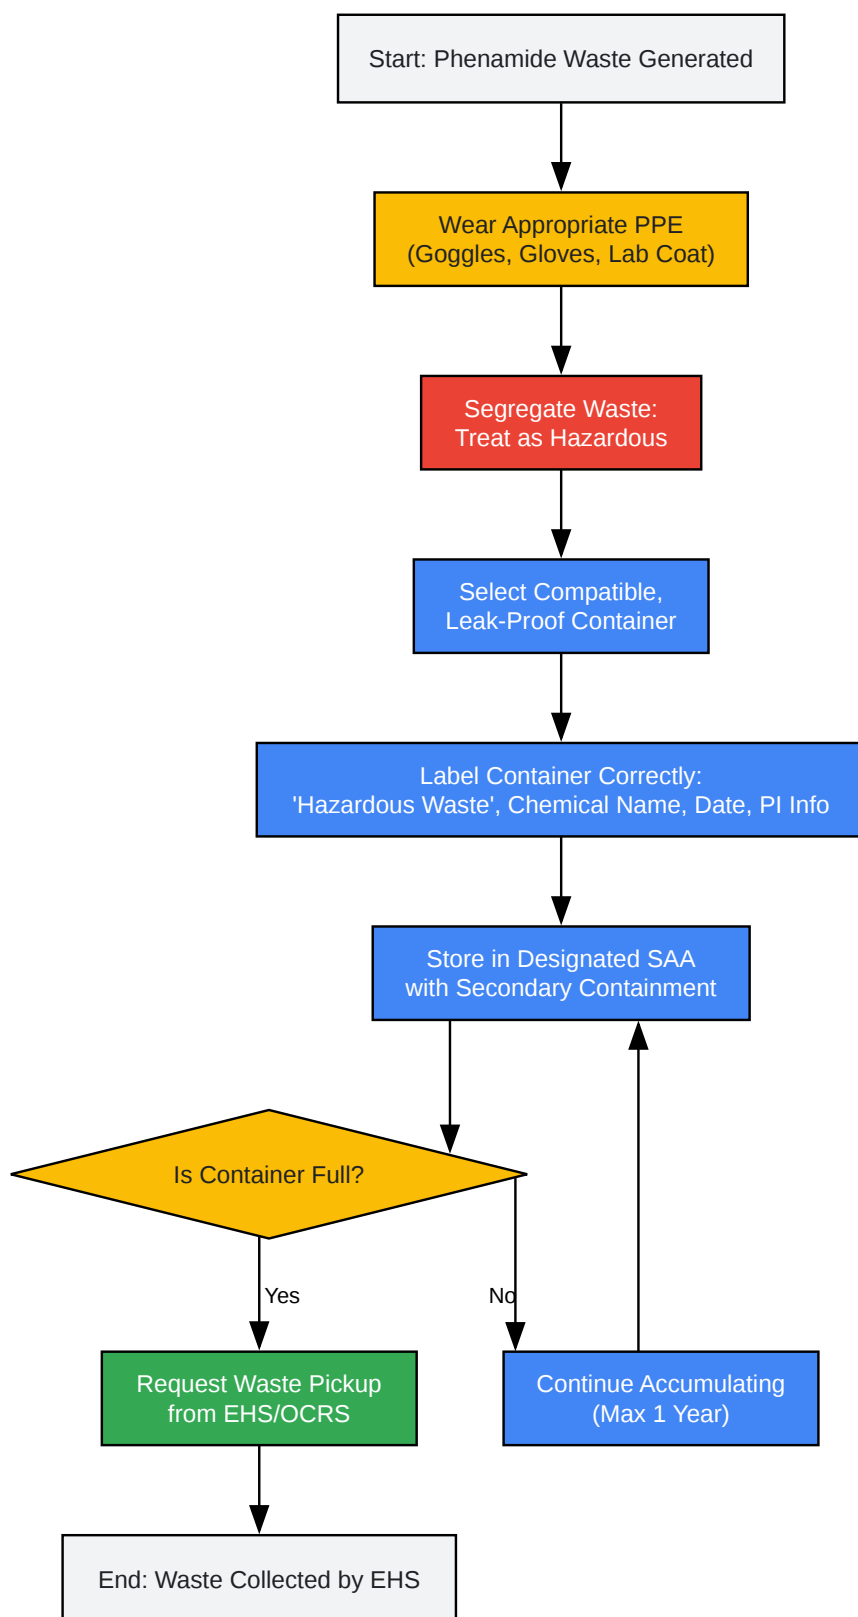 Start: Phenamide Waste Generated
Wear Appropriate PPE
(Goggles, Gloves, Lab Coat)
Segregate Waste:
Treat as Hazardous
Select Compatible,
Leak-Proof Container
Label Container Correctly:
'Hazardous Waste', Chemical Name, Date, PI Info
Store in Designated SAA
with Secondary Containment
Is Container Full?
Yes
No
Request Waste Pickup
from EHS/OCRS
Continue Accumulating
(Max 1 Year)
End: Waste Collected by EHS